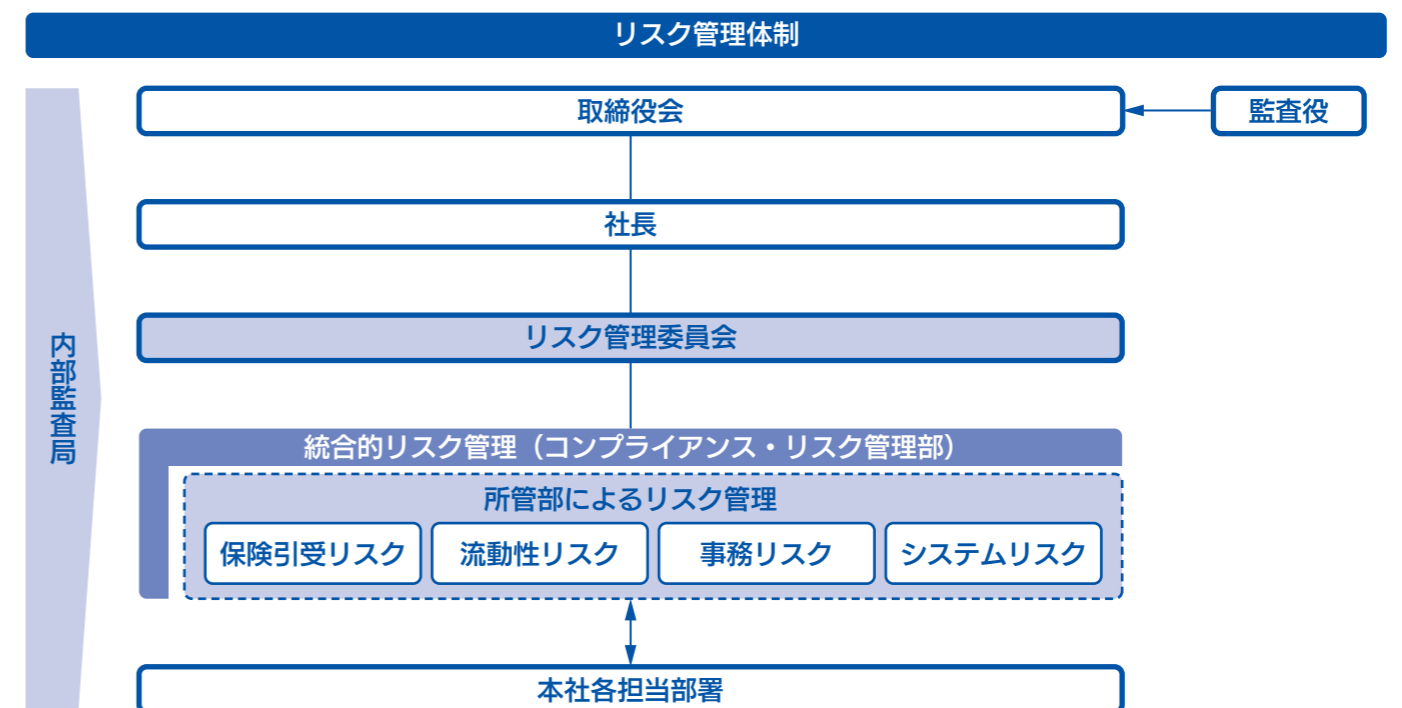 リスク管理体制
取締役会
監査役
社長
リスク管理委員会
内部監査局
統合的リスク管理（コンプライアンス・リスク管理部）
所管部によるリスク管理
保険引受リスク
流動性リスク
事務リスク
システムリスク
本社各担当部署